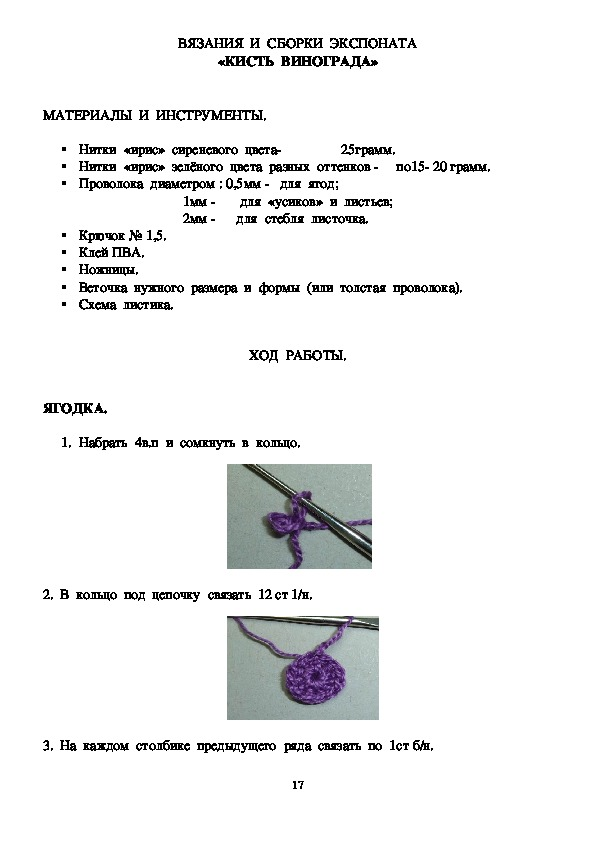 ВЯЗАНИЯ И СБОРКИ ЭКСПОНАТА
«КИСТЬ ВИНОГРАДА»
МАТЕРИАЛЫ И ИНСТРУМЕНТЫ.
▪ Нитки «ирис» сиреневого цвета- 25грамм.
▪ Нитки «ирис» зелёного цвета разных оттенков - по15- 20 грамм.
▪ Проволока диаметром : 0,5мм - для ягод;
1мм - для «усиков» и листьев;
2мм - для стебля листочка.
▪ Крючок № 1,5.
▪ Клей ПВА.
▪ Ножницы.
▪ Веточка нужного размера и формы (или толстая проволока).
▪ Схема листика.
ХОД РАБОТЫ.
ЯГОДКА.
1. Набрать 4в.п и сомкнуть в кольцо.
2. В кольцо под цепочку связать 12 ст 1/н.
3. На каждом столбике предыдущего ряда связать по 1ст б/н.
17